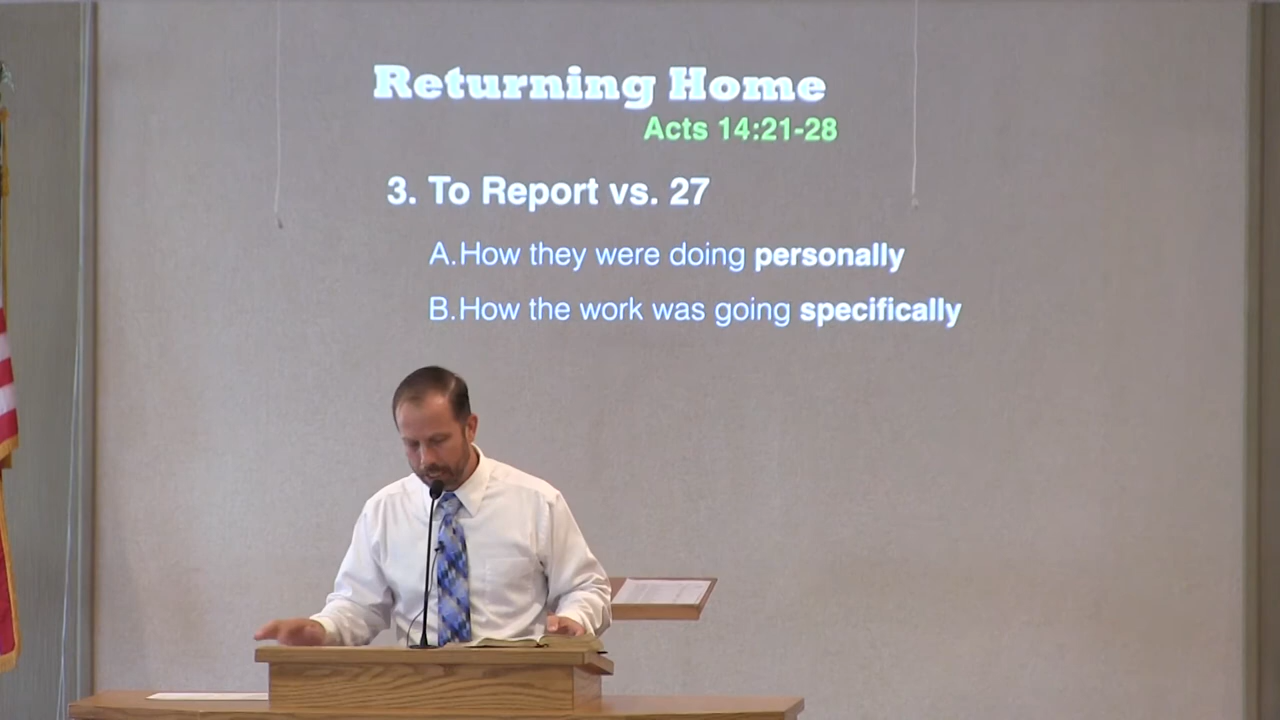 Returning Home
Acts 14:21-28
3. To Report vs. 27
A.How they were doing personally
B.How the work was going specifically